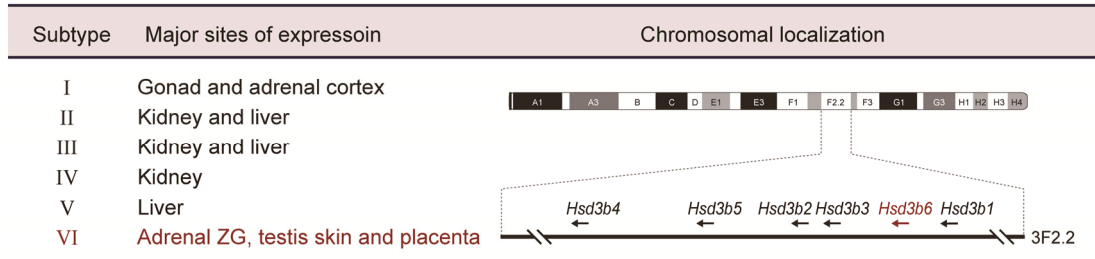 Subtype Major sites of expressoin Chromosomal localization
I Gonad and adrenal cortex
II Kidney and liver
III Kidney and liver
IV Kidney
V Liver
VI Adrenal ZG, testis skin and placenta
A1 A3 B C D E1 E3 F1 F2.2 F3 G1 G3 H1 H2 H3 H4
Hsd3b4 Hsd3b5 Hsd3b2 Hsd3b3 Hsd3b6 Hsd3b1
3F2.2